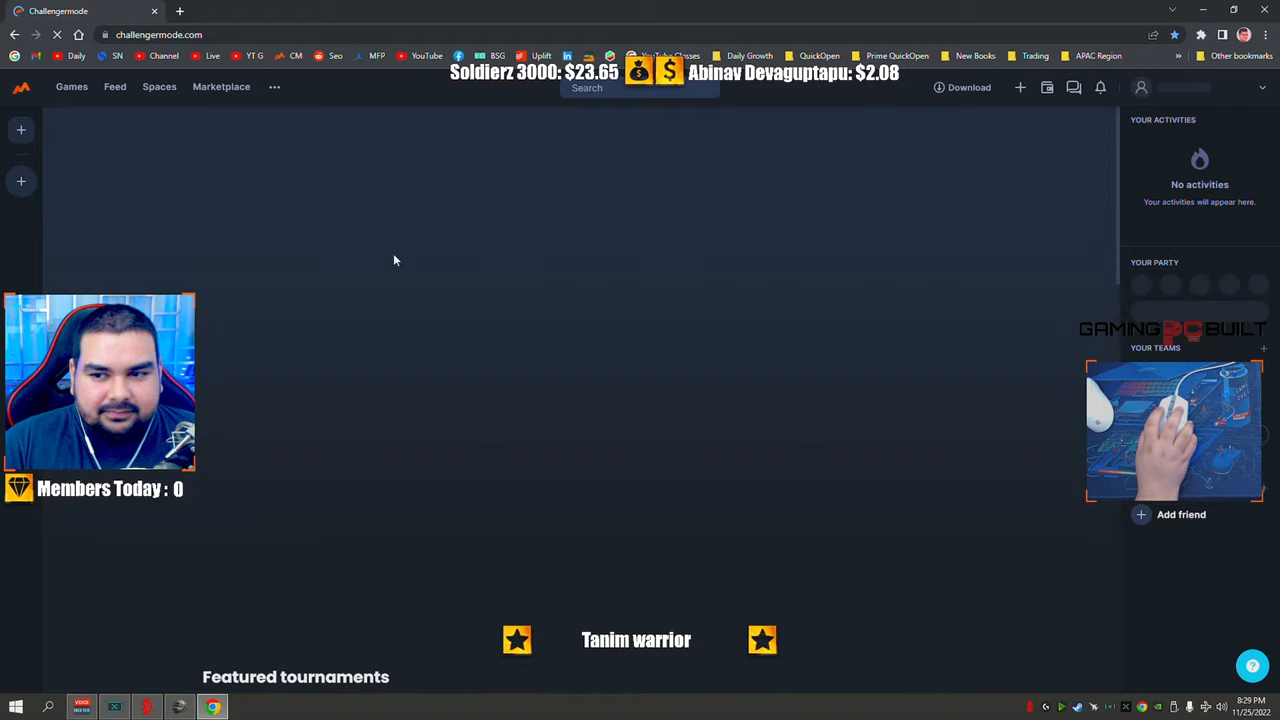 Challengermode
challengermode.com
Daily
SN
Channel
Live
YT G
CM
Seo
MFP
YouTube
BSG
Uplift
YouTube Classes
Daily Growth
QuickOpen
Prime QuickOpen
New Books
Trading
APAC Region
Other bookmarks
Soldierz 3000: $23.65
Abinav Devaguptapu: $2.08
Games
Feed
Spaces
Marketplace
Search
Download
YOUR ACTIVITIES
No activities
Your activities will appear here.
YOUR PARTY
GAMING PC BUILT
YOUR TEAMS
Members Today : 0
Add friend
Tanim warrior
Featured tournaments
8:29 PM
11/25/2022